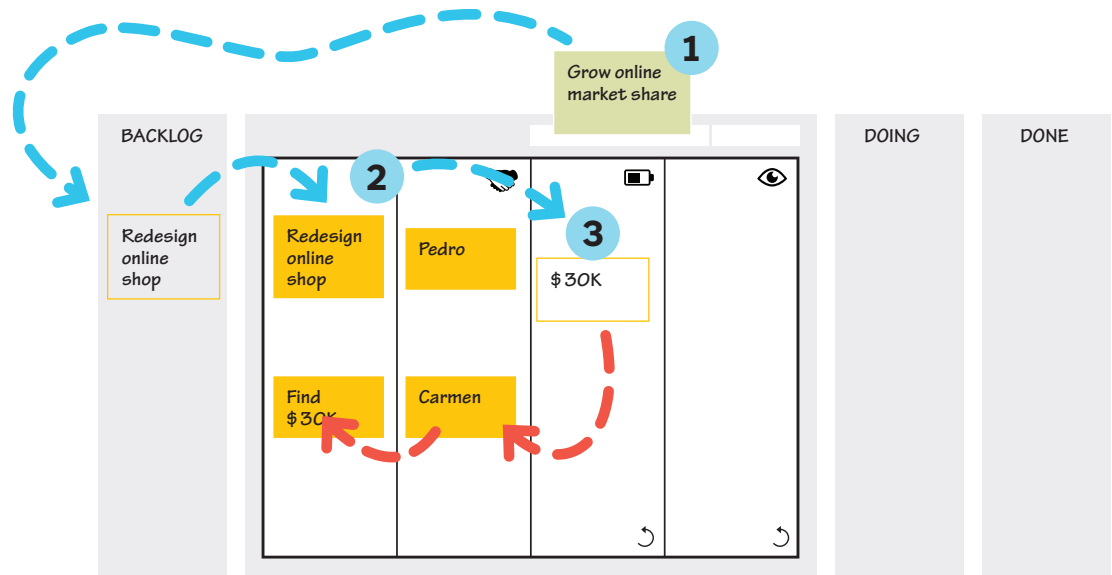 1
Grow online
market share
BACKLOG
DOING
DONE
2
3
Redesign
online
shop
Redesign
online
shop
Pedro
$30K
Find
$30K
Carmen